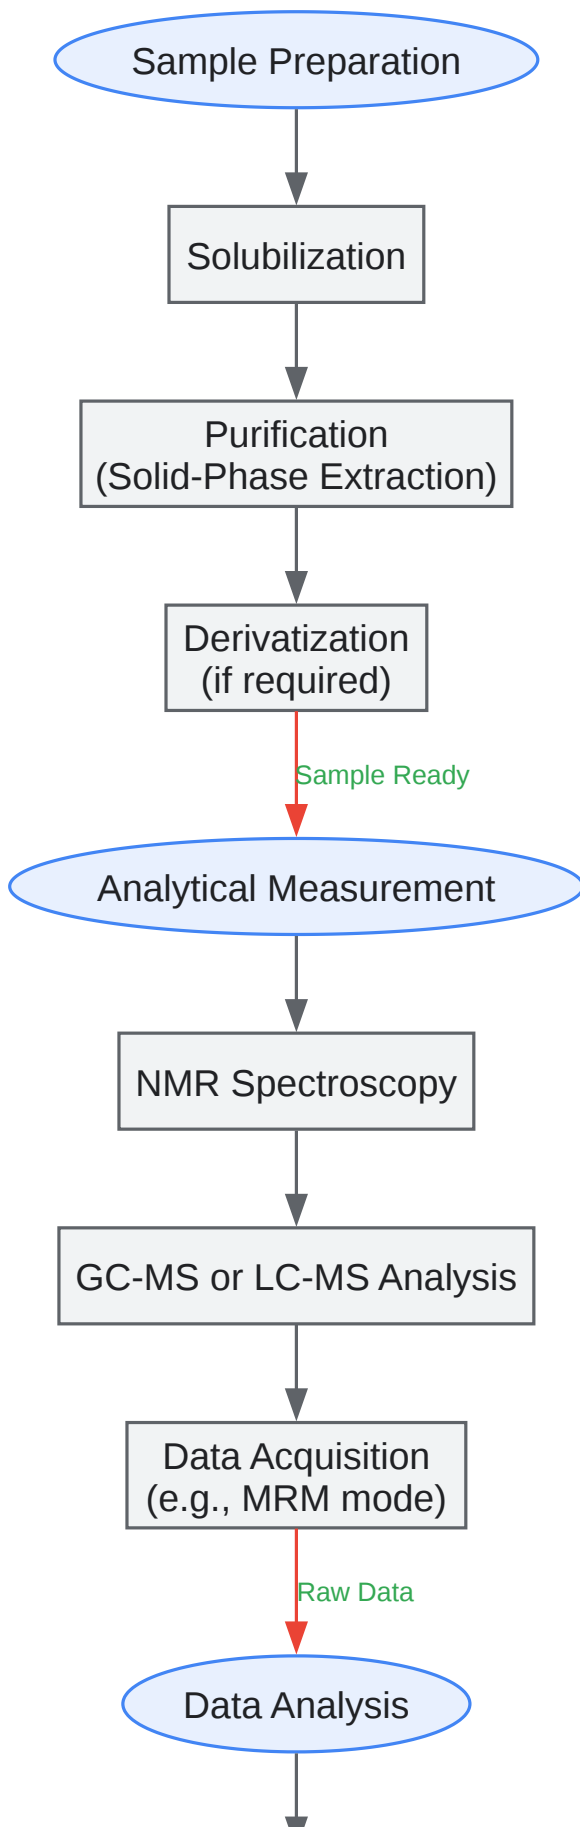 Sample Preparation
Solubilization
Purification
(Solid-Phase Extraction)
Derivatization
(if required)
Sample Ready
Analytical Measurement
NMR Spectroscopy
GC-MS or LC-MS Analysis
Data Acquisition
(e.g., MRM mode)
Raw Data
Data Analysis